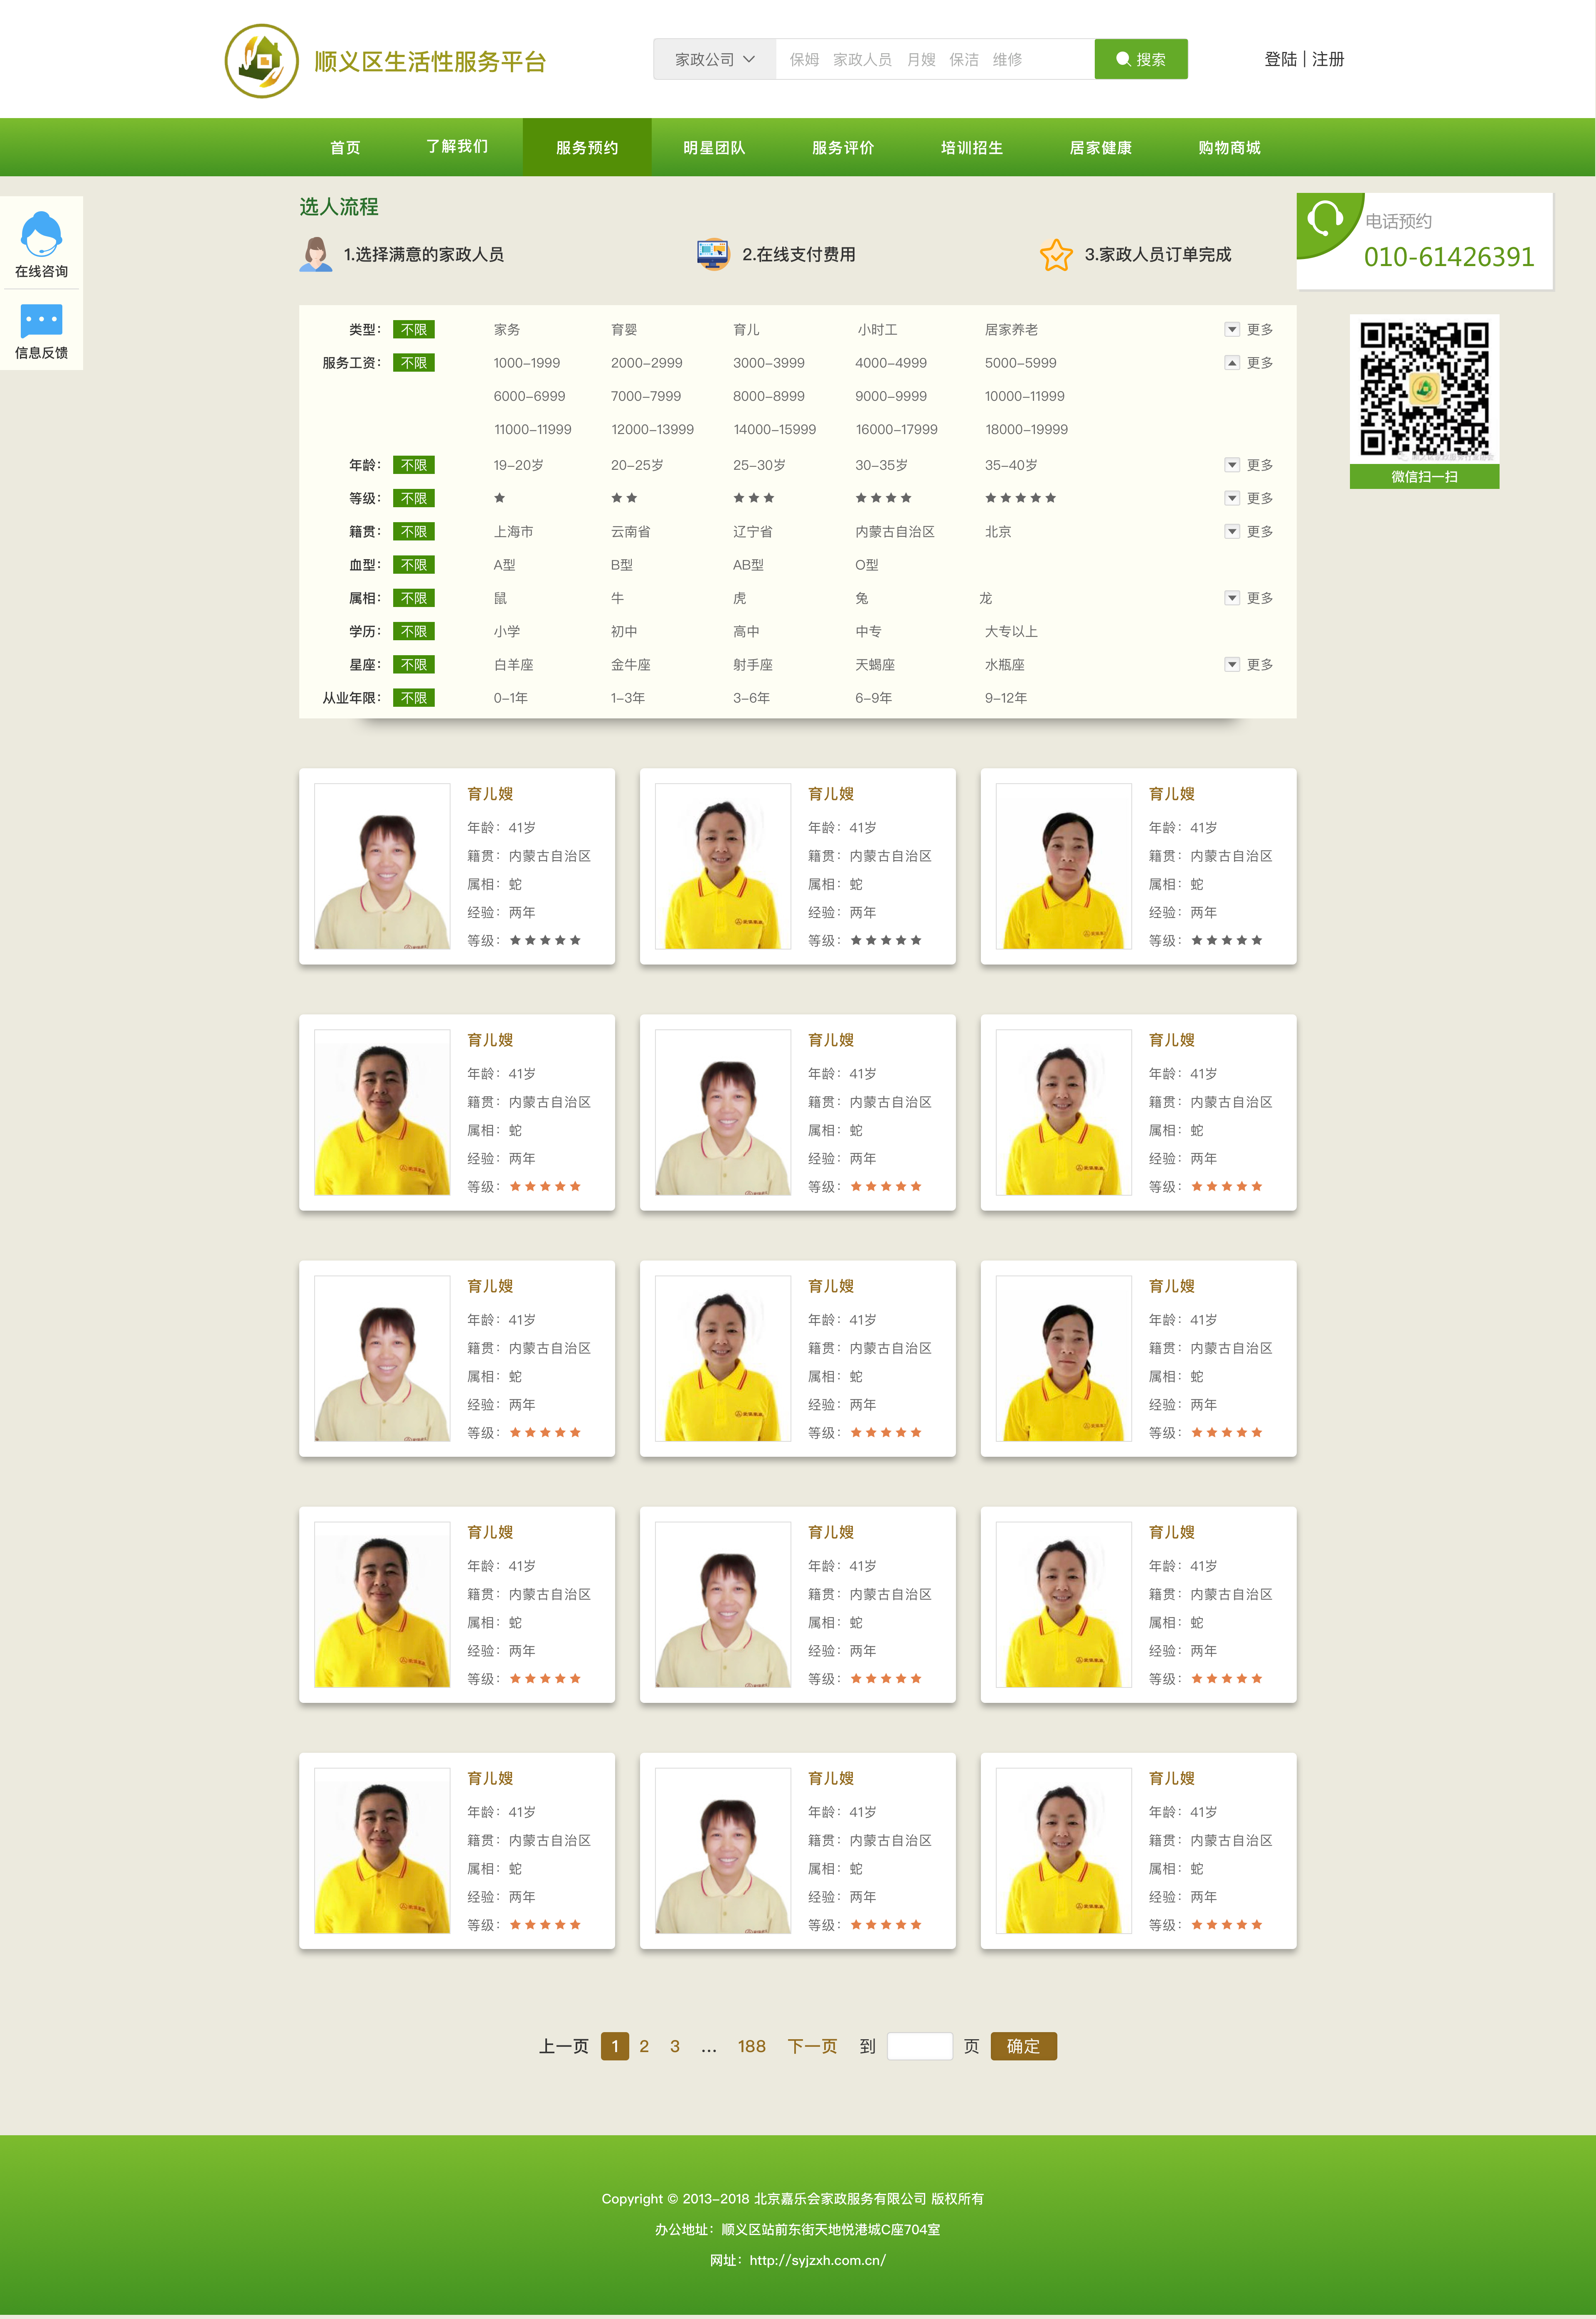 顺义区生活性服务平台
家政公司 保姆 家政人员 月嫂 保洁 维修 搜索
登陆 | 注册
首页 了解我们 服务预约 明星团队 服务评价 培训招生 居家健康 购物商城
在线咨询
信息反馈
选人流程
1.选择满意的家政人员 2.在线支付费用 3.家政人员订单完成
电话预约
010-61426391
微信扫一扫
类型: 不限 家务 育婴 育儿 小时工 居家养老 更多
服务工资: 不限 1000-1999 2000-2999 3000-3999 4000-4999 5000-5999 更多
6000-6999 7000-7999 8000-8999 9000-9999 10000-11999
11000-11999 12000-13999 14000-15999 16000-17999 18000-19999
年龄: 不限 19-20岁 20-25岁 25-30岁 30-35岁 35-40岁 更多
等级: 不限 ★ ★★ ★★★ ★★★★ ★★★★★ 更多
籍贯: 不限 上海市 云南省 辽宁省 内蒙古自治区 北京 更多
血型: 不限 A型 B型 AB型 O型
属相: 不限 鼠 牛 虎 兔 龙 更多
学历: 不限 小学 初中 高中 中专 大专以上
星座: 不限 白羊座 金牛座 射手座 天蝎座 水瓶座 更多
从业年限: 不限 0-1年 1-3年 3-6年 6-9年 9-12年
育儿嫂 育儿嫂 育儿嫂
年龄: 41岁 年龄: 41岁 年龄: 41岁
籍贯: 内蒙古自治区 籍贯: 内蒙古自治区 籍贯: 内蒙古自治区
属相: 蛇 属相: 蛇 属相: 蛇
经验: 两年 经验: 两年 经验: 两年
等级: ★★★★★ 等级: ★★★★★ 等级: ★★★★★
育儿嫂 育儿嫂 育儿嫂
年龄: 41岁 年龄: 41岁 年龄: 41岁
籍贯: 内蒙古自治区 籍贯: 内蒙古自治区 籍贯: 内蒙古自治区
属相: 蛇 属相: 蛇 属相: 蛇
经验: 两年 经验: 两年 经验: 两年
等级: ★★★★★ 等级: ★★★★★ 等级: ★★★★★
育儿嫂 育儿嫂 育儿嫂
年龄: 41岁 年龄: 41岁 年龄: 41岁
籍贯: 内蒙古自治区 籍贯: 内蒙古自治区 籍贯: 内蒙古自治区
属相: 蛇 属相: 蛇 属相: 蛇
经验: 两年 经验: 两年 经验: 两年
等级: ★★★★★ 等级: ★★★★★ 等级: ★★★★★
育儿嫂 育儿嫂 育儿嫂
年龄: 41岁 年龄: 41岁 年龄: 41岁
籍贯: 内蒙古自治区 籍贯: 内蒙古自治区 籍贯: 内蒙古自治区
属相: 蛇 属相: 蛇 属相: 蛇
经验: 两年 经验: 两年 经验: 两年
等级: ★★★★★ 等级: ★★★★★ 等级: ★★★★★
育儿嫂 育儿嫂 育儿嫂
年龄: 41岁 年龄: 41岁 年龄: 41岁
籍贯: 内蒙古自治区 籍贯: 内蒙古自治区 籍贯: 内蒙古自治区
属相: 蛇 属相: 蛇 属相: 蛇
经验: 两年 经验: 两年 经验: 两年
等级: ★★★★★ 等级: ★★★★★ 等级: ★★★★★
上一页 1 2 3 ... 188 下一页 到 页 确定
Copyright © 2013-2018 北京嘉乐会家政服务有限公司 版权所有
办公地址: 顺义区站前东街天地悦港城C座704室
网址: http://syjzxh.com.cn/